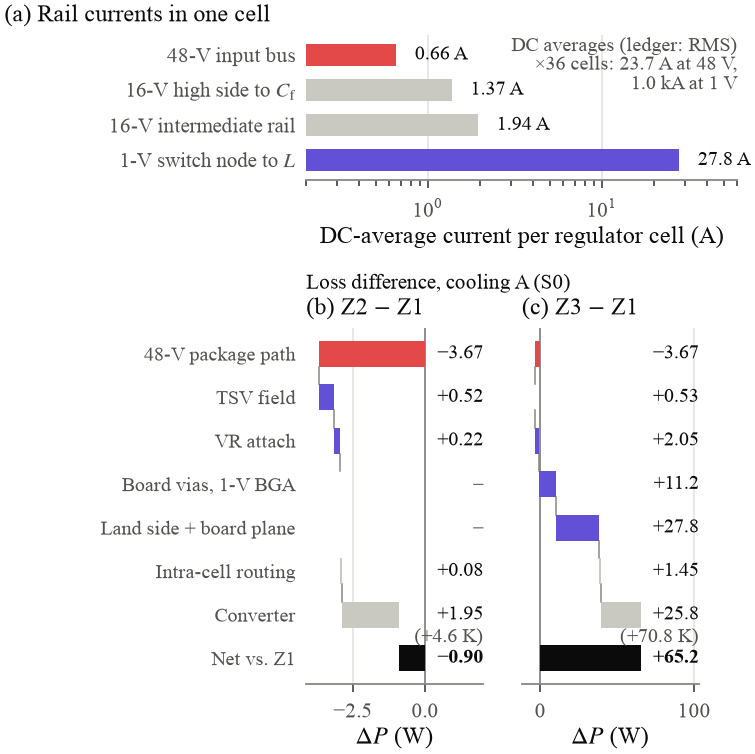 (a) Rail currents in one cell
48-V input bus
0.66 A
DC averages (ledger: RMS)
×36 cells: 23.7 A at 48 V,
1.0 kA at 1 V
16-V high side to Cf
1.37 A
16-V intermediate rail
1.94 A
1-V switch node to L
27.8 A
10⁰
10¹
DC-average current per regulator cell (A)
Loss difference, cooling A (S0)
(b) Z2 − Z1
(c) Z3 − Z1
48-V package path
−3.67
−3.67
TSV field
+0.52
+0.53
VR attach
+0.22
+2.05
Board vias, 1-V BGA
–
+11.2
Land side + board plane
–
+27.8
Intra-cell routing
+0.08
+1.45
Converter
+1.95
+25.8
(+4.6 K)
(+70.8 K)
Net vs. Z1
−0.90
+65.2
−2.5
0.0
0
100
ΔP (W)
ΔP (W)